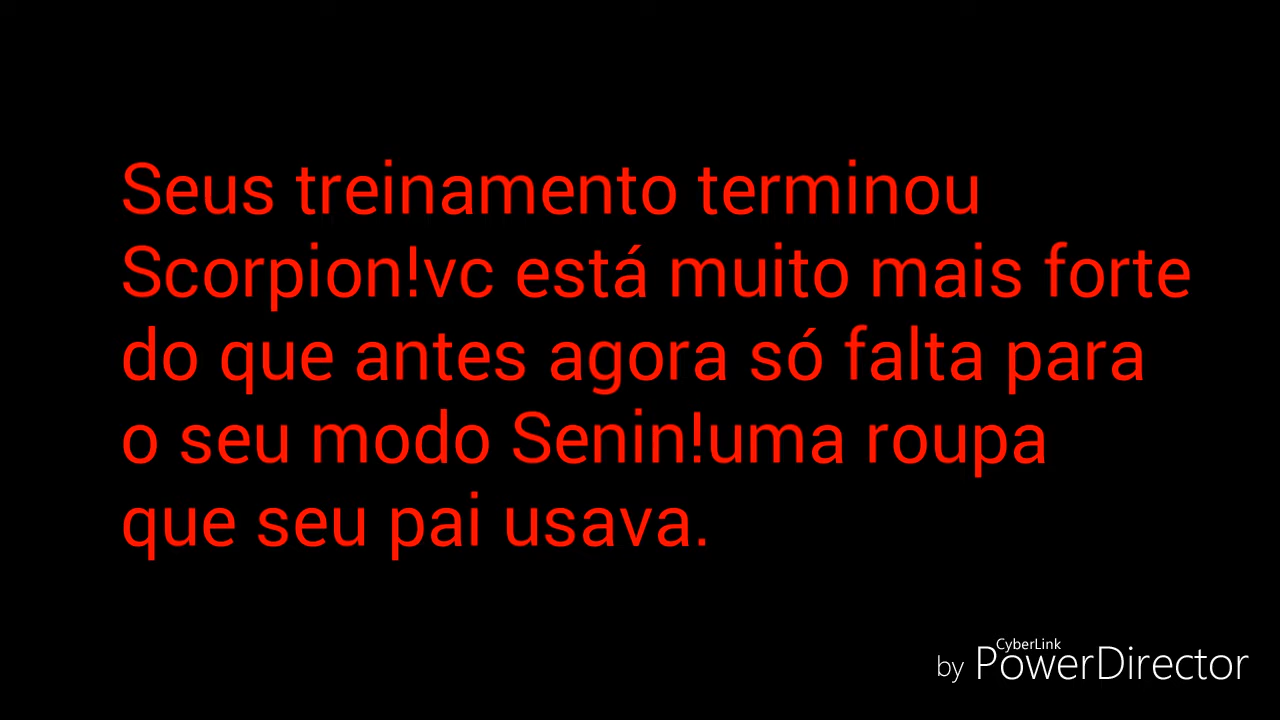 Seus treinamento terminou
Scorpion!vc está muito mais forte
do que antes agora só falta para
o seu modo Senin!uma roupa
que seu pai usava.
CyberLink
by PowerDirector